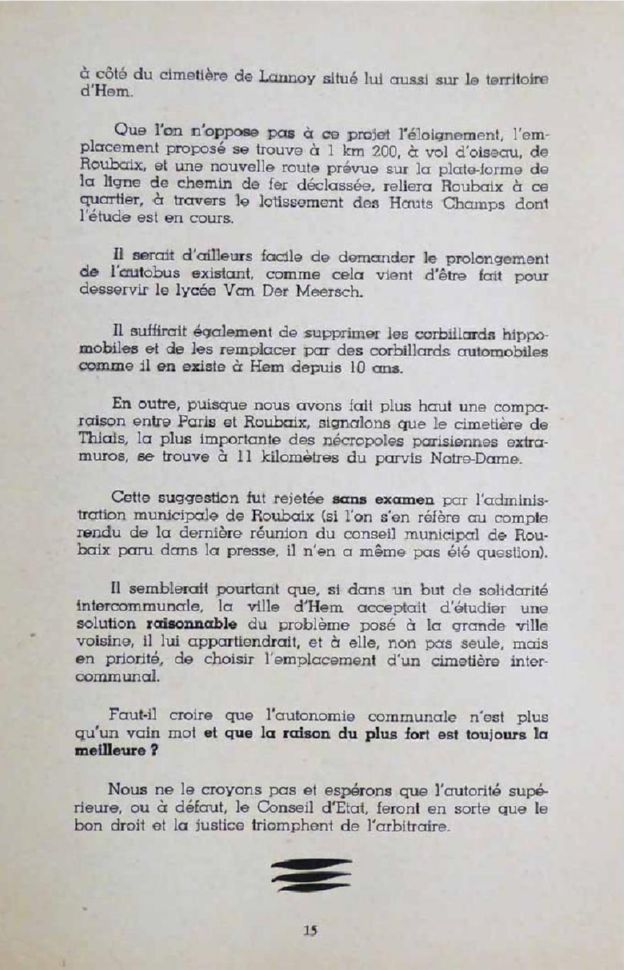 à côté du cimetière de Lannoy situé lui aussi sur le territoire
d'Hem.
Que l'on n'oppose pas à ce projet l'éloignement, l'em-
placement proposé se trouve à 1 km 200, à vol d'oiseau, de
Roubaix, et une nouvelle route prévue sur la plate-forme de
la ligne de chemin de fer déclassée, reliera Roubaix à ce
quartier, à travers le lotissement des Hauts Champs dont
l'étude est en cours.
Il serait d'ailleurs facile de demander le prolongement
de l'autobus existant, comme cela vient d'être fait pour
desservir le lycée Van Der Meersch.
Il suffirait également de supprimer les corbillards hippo-
mobiles et de les remplacer par des corbillards automobiles
comme il en existe à Hem depuis 10 ans.
En outre, puisque nous avons fait plus haut une compa-
raison entre Paris et Roubaix, signalons que le cimetière de
Thiais, la plus importante des nécropoles parisiennes extra-
muros, se trouve à 11 kilomètres du parvis Notre-Dame.
Cette suggestion fut rejetée sans examen par l'adminis-
tration municipale de Roubaix (si l'on s'en réfère au compte
rendu de la dernière réunion du conseil municipal de Rou-
baix paru dans la presse, il n'en a même pas été question).
Il semblerait pourtant que, si dans un but de solidarité
intercommunale, la ville d'Hem acceptait d'étudier une
solution raisonnable du problème posé à la grande ville
voisine, il lui appartiendrait, et à elle, non pas seule, mais
en priorité, de choisir l'emplacement d'un cimetière inter-
communal.
Faut-il croire que l'autonomie communale n'est plus
qu'un vain mot et que la raison du plus fort est toujours la
meilleure ?
Nous ne le croyons pas et espérons que l'autorité supé-
rieure, ou à défaut, le Conseil d'Etat, feront en sorte que le
bon droit et la justice triomphent de l'arbitraire.
15